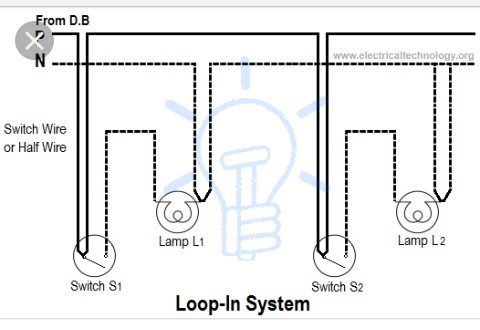 From D.B
P
www.electricaltechnology.org
N
Switch Wire
or Half Wire
Lamp L1
Lamp L2
Switch S1
Switch S2
Loop-In System